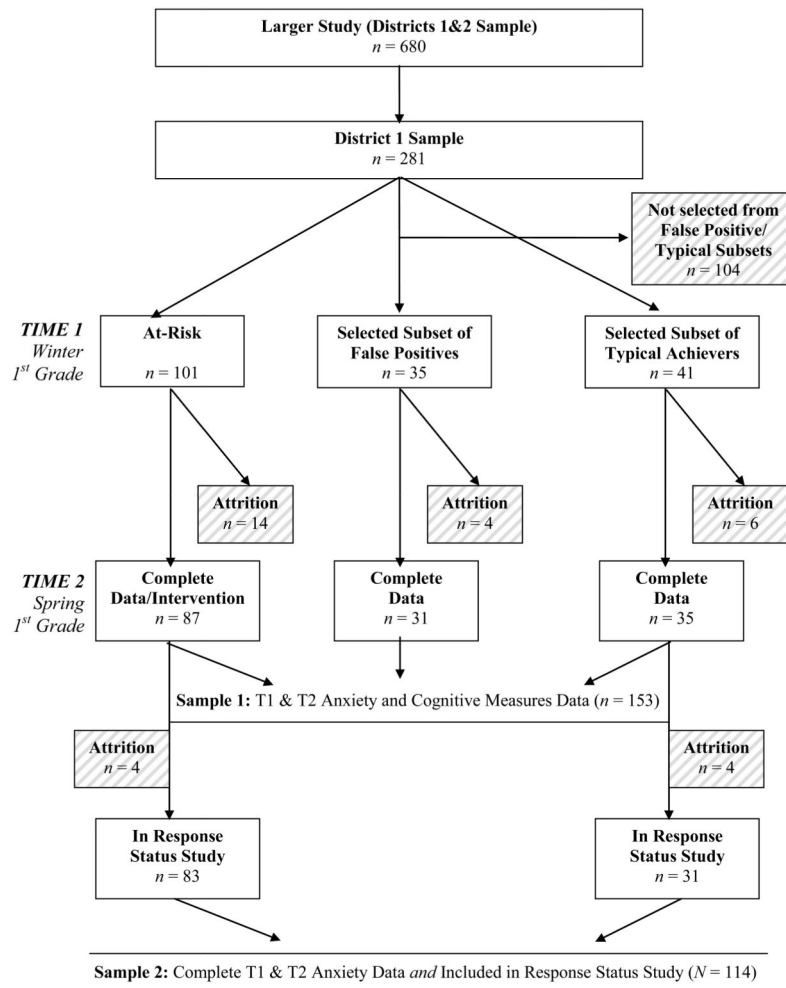 Larger Study (Districts 1&2 Sample)
n = 680
District 1 Sample
n = 281
Not selected from
False Positive/
Typical Subsets
n = 104
TIME 1
Winter
1st Grade
At-Risk
n = 101
Selected Subset of
False Positives
n = 35
Selected Subset of
Typical Achievers
n = 41
Attrition
n = 14
Attrition
n = 4
Attrition
n = 6
TIME 2
Spring
1st Grade
Complete
Data/Intervention
n = 87
Complete
Data
n = 31
Complete
Data
n = 35
Sample 1: T1 & T2 Anxiety and Cognitive Measures Data (n = 153)
Attrition
n = 4
Attrition
n = 4
In Response
Status Study
n = 83
In Response
Status Study
n = 31
Sample 2: Complete T1 & T2 Anxiety Data and Included in Response Status Study (N = 114)